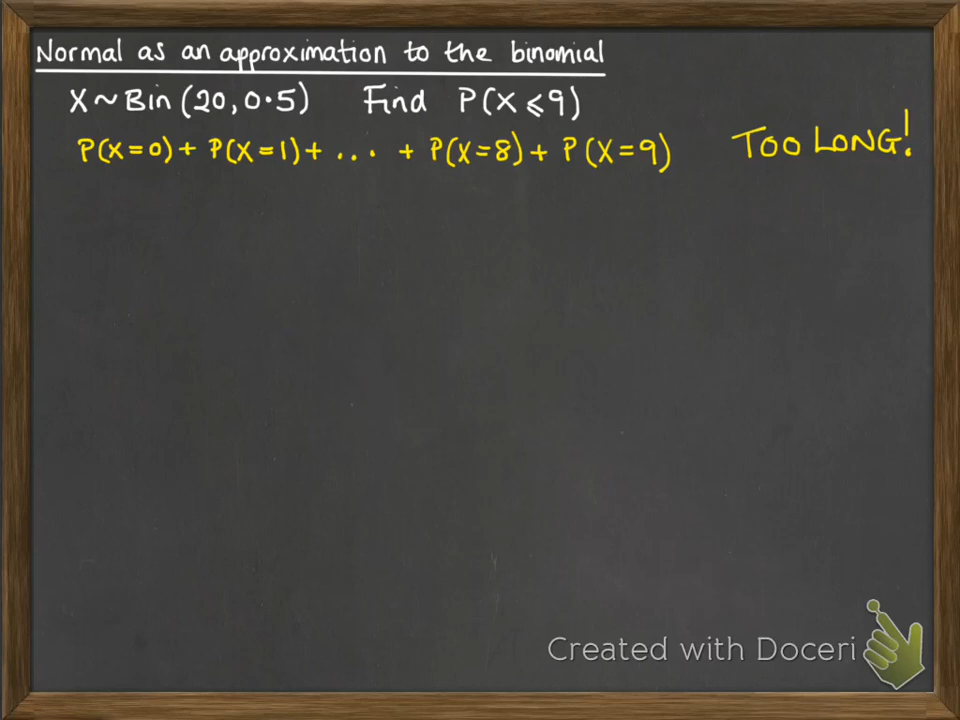 Normal as an approximation to the binomial
X ~ Bin (20, 0·5) Find P(X ⩽ 9)
P(X=0) + P(X=1) + ... + P(X=8) + P(X=9) TOO LONG!
Created with Doceri